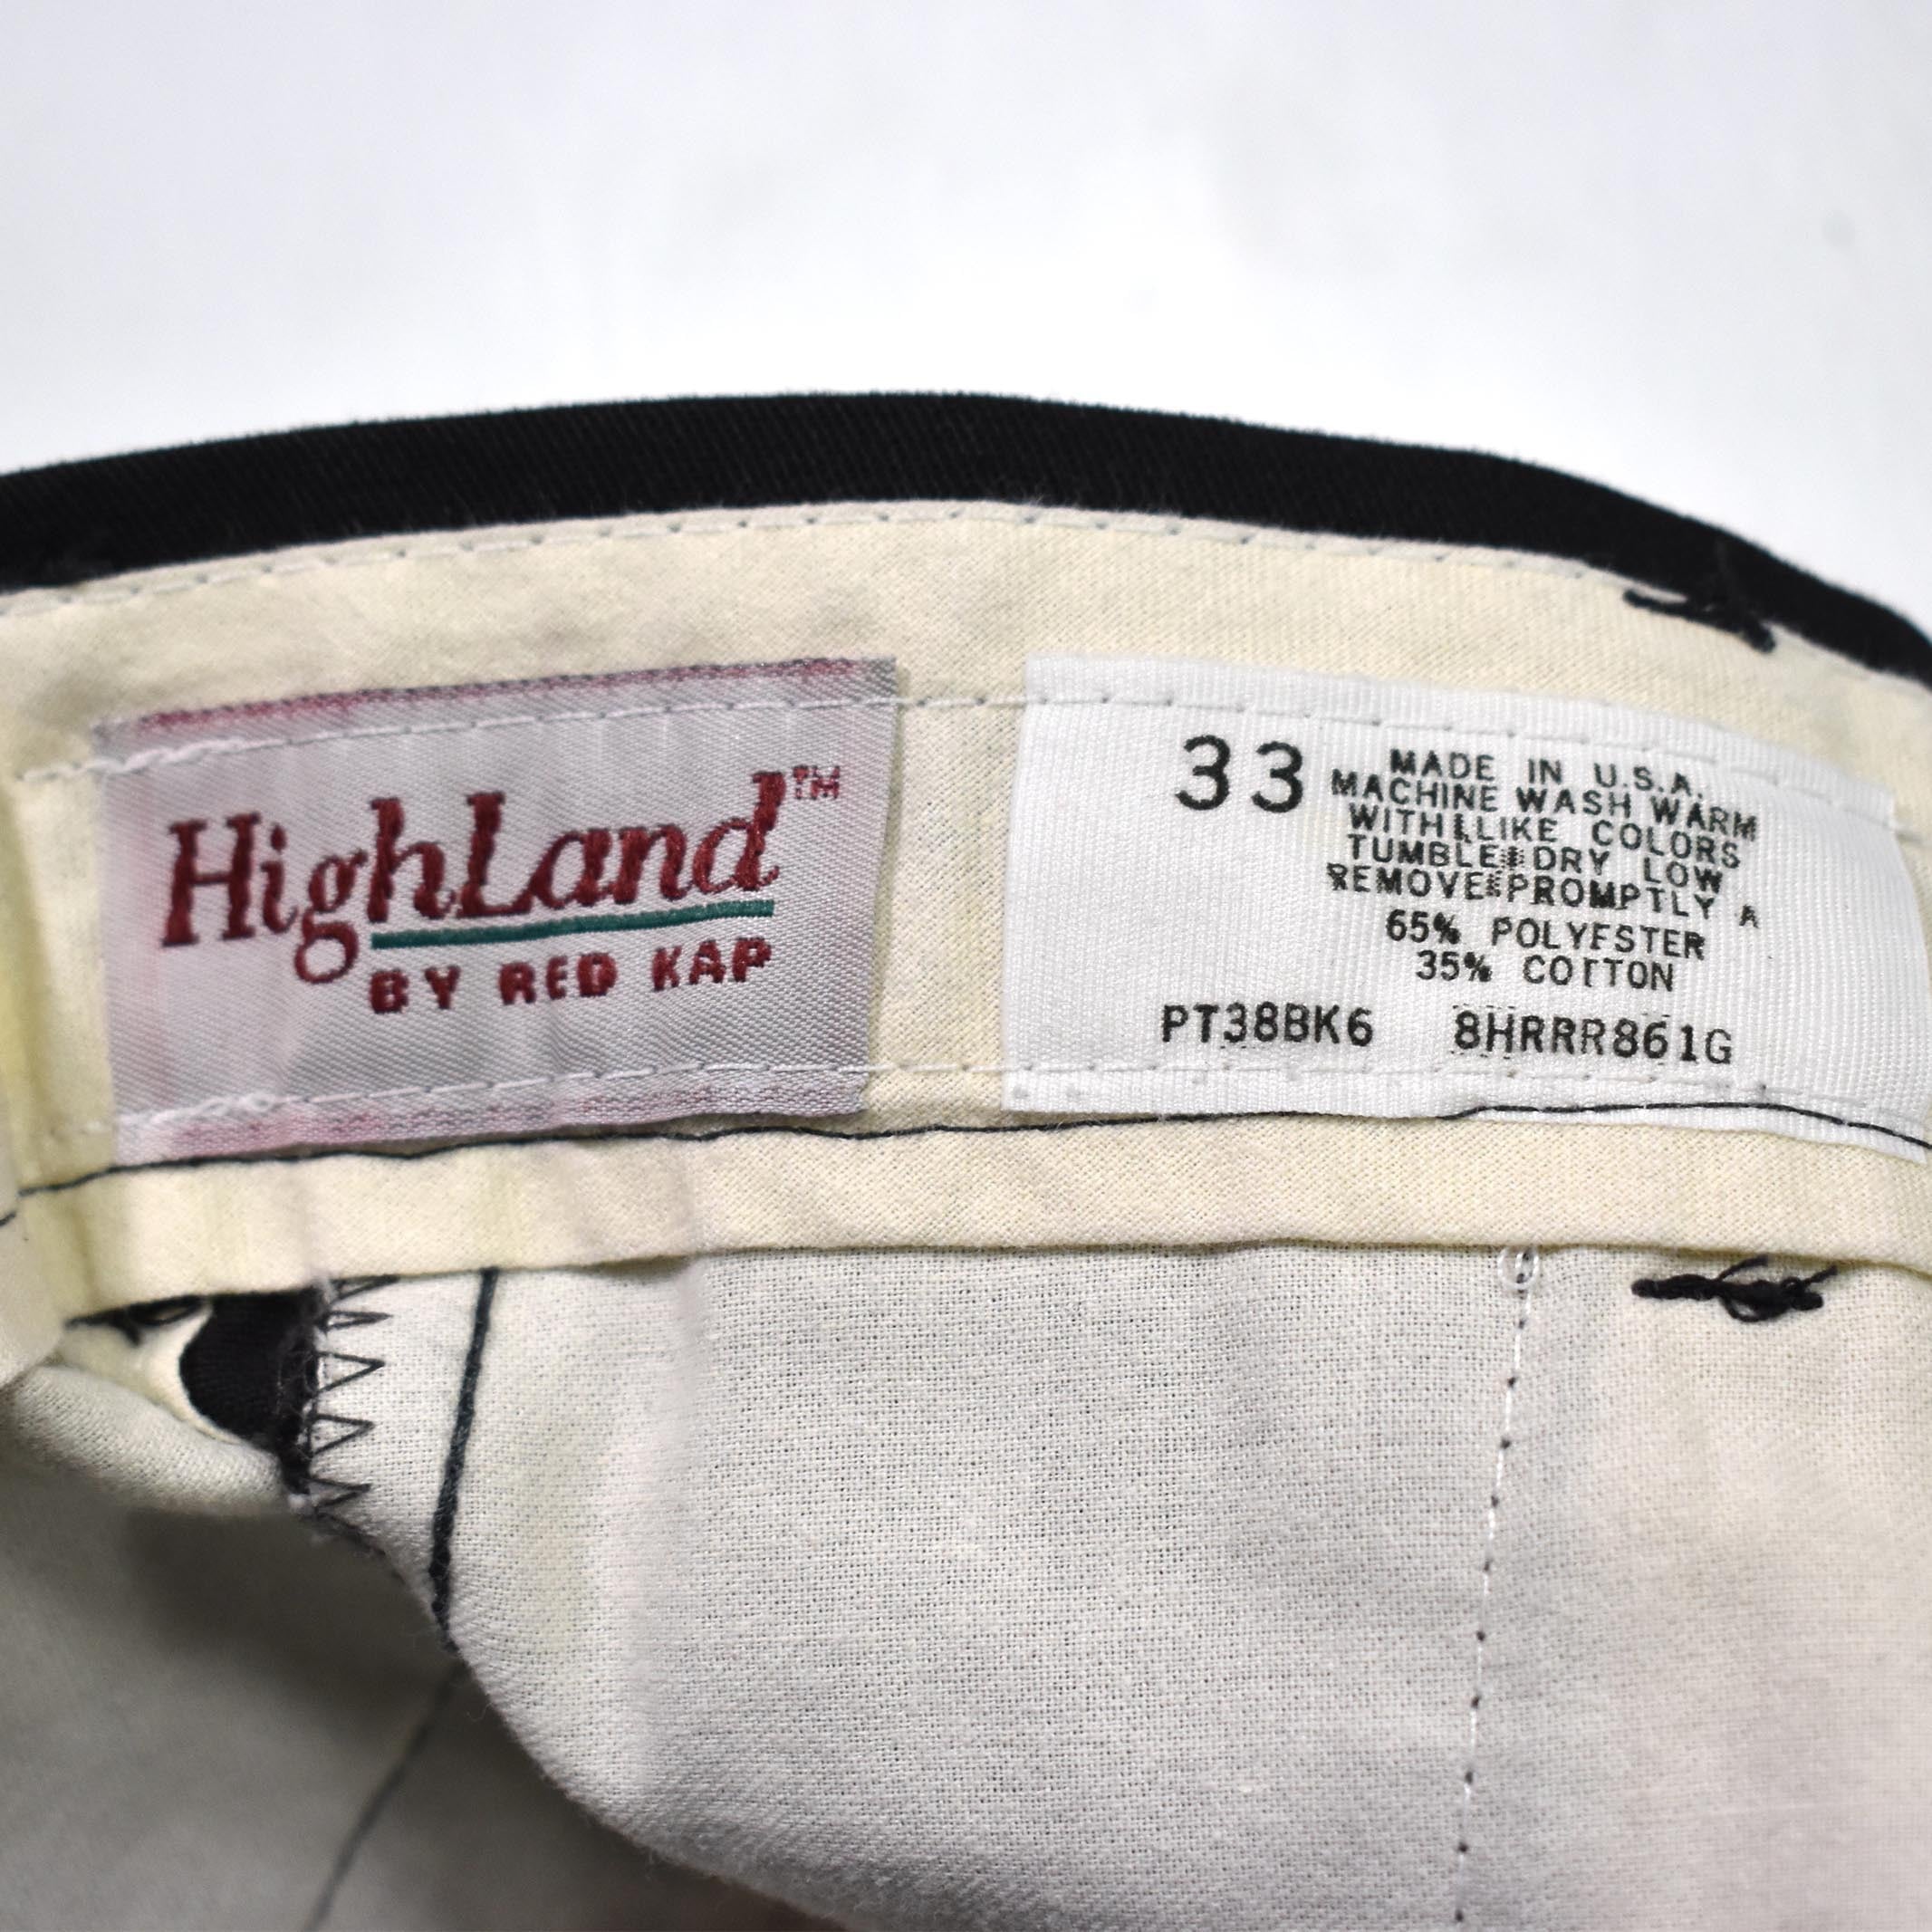 HighLand™
BY RED KAP
33
MADE IN U.S.A.
MACHINE WASH WARM
WITH LIKE COLORS
TUMBLE DRY LOW
REMOVE PROMPTLY A
65% POLYESTER
35% COTTON
PT38BK6 8HRRR861G